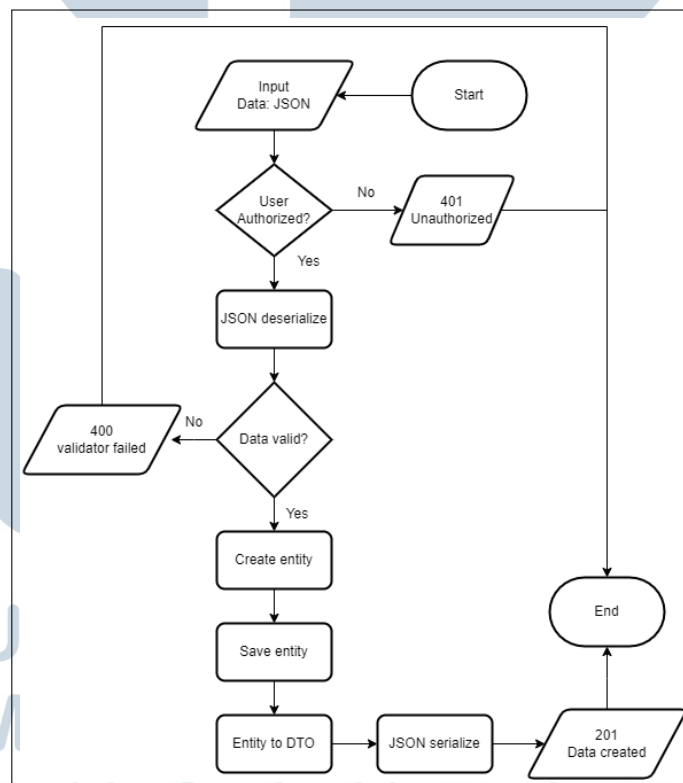 Input
Data: JSON
Start
User
Authorized?
No
401
Unauthorized
Yes
JSON deserialize
Data valid?
No
400
validator failed
Yes
Create entity
End
Save entity
Entity to DTO
JSON serialize
201
Data created